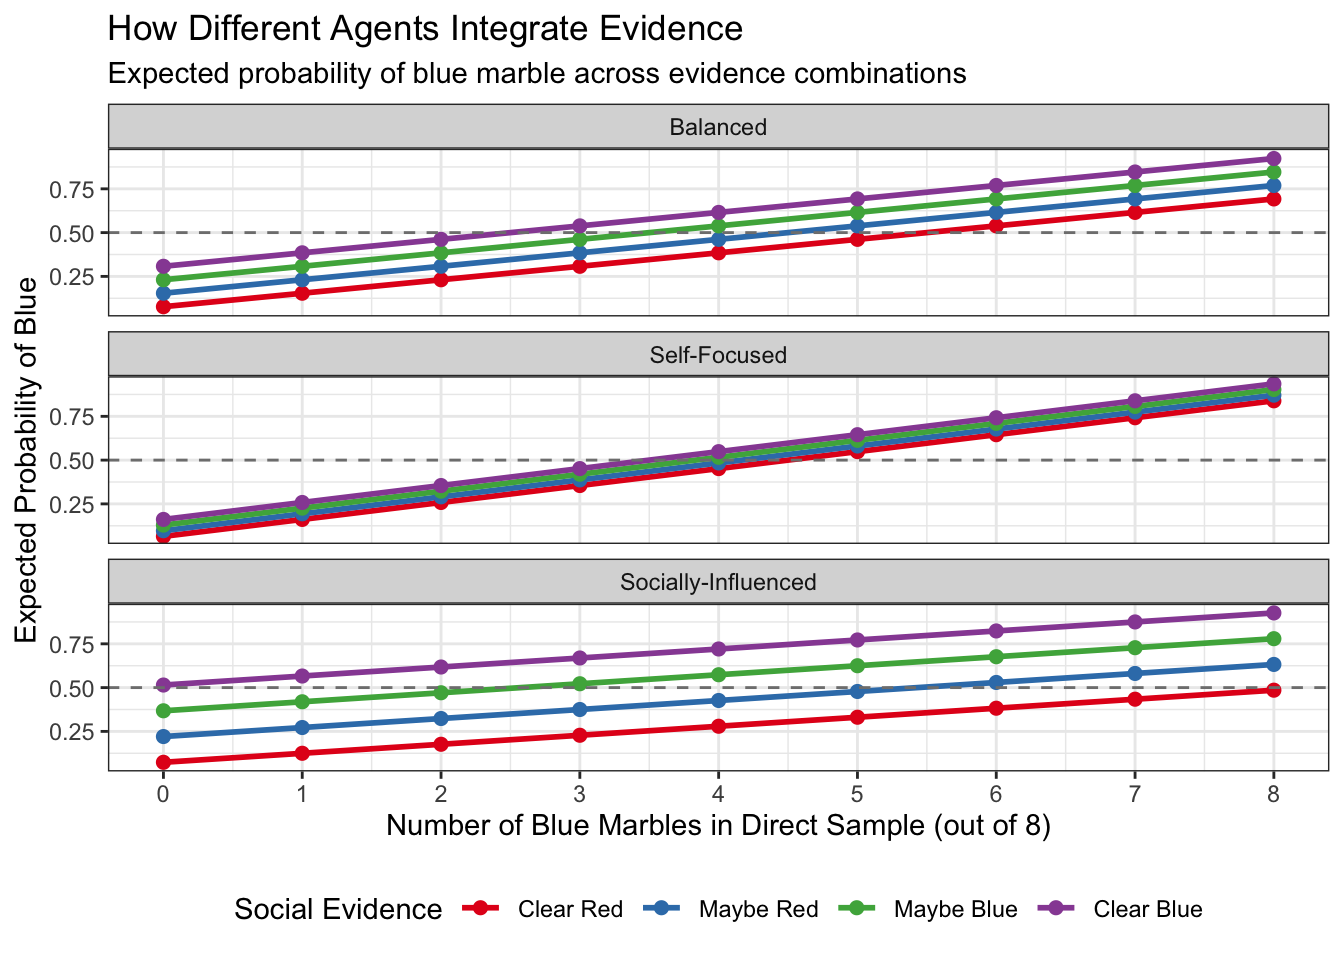 How Different Agents Integrate Evidence
Expected probability of blue marble across evidence combinations
Balanced
0.75
0.50
0.25
Self-Focused
0.75
0.50
0.25
Socially-Influenced
0.75
0.50
0.25
Expected Probability of Blue
0 1 2 3 4 5 6 7 8
Number of Blue Marbles in Direct Sample (out of 8)
Social Evidence Clear Red Maybe Red Maybe Blue Clear Blue